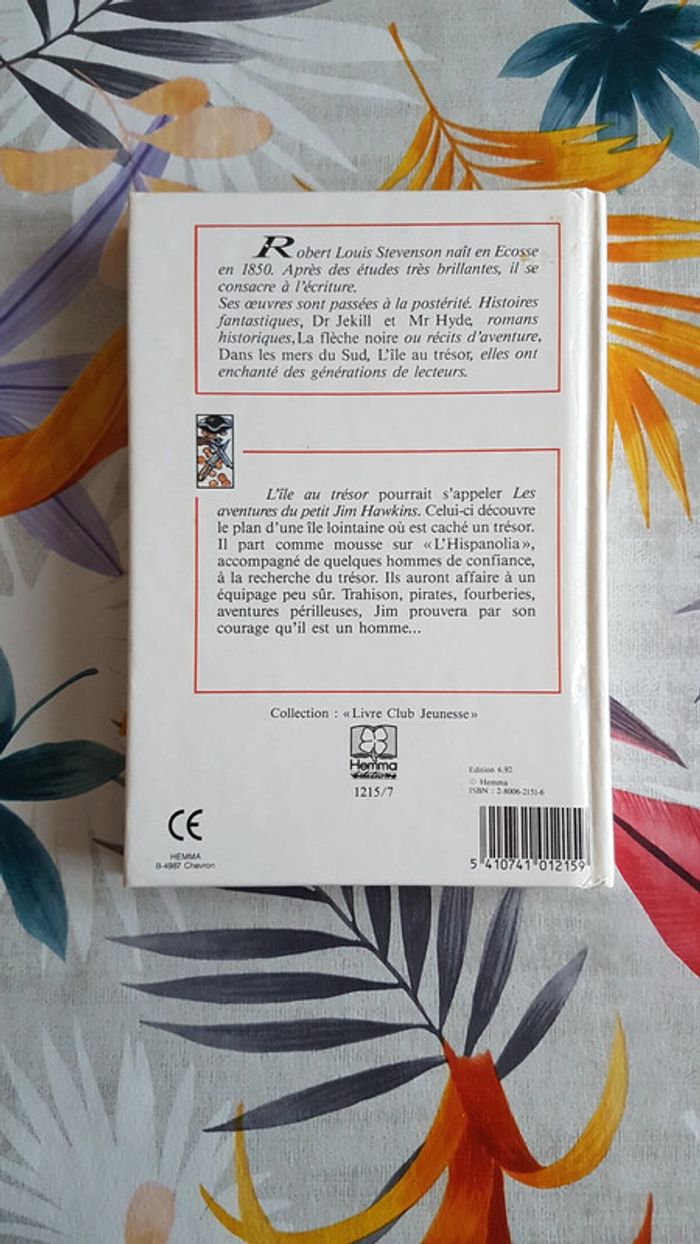 Robert Louis Stevenson naît en Ecosse
en 1850. Après des études très brillantes, il se
consacre à l'écriture.
Ses œuvres sont passées à la postérité. Histoires
fantastiques, Dr Jekill et Mr Hyde, romans
historiques, La flèche noire ou récits d'aventure,
Dans les mers du Sud, L'île au trésor, elles ont
enchanté des générations de lecteurs.
L'île au trésor pourrait s'appeler Les
aventures du petit Jim Hawkins. Celui-ci découvre
le plan d'une île lointaine où est caché un trésor.
Il part comme mousse sur «L'Hispanolia»,
accompagné de quelques hommes de confiance,
à la recherche du trésor. Ils auront affaire à un
équipage peu sûr. Trahison, pirates, fourberies,
aventures périlleuses, Jim prouvera par son
courage qu'il est un homme...
Collection : «Livre Club Jeunesse»
Hemma
éditions
1215/7
Edition 6.92
© Hemma
ISBN : 2-8006-2151-6
CE
HEMMA
B-4987 Chevron
5 410741 012159